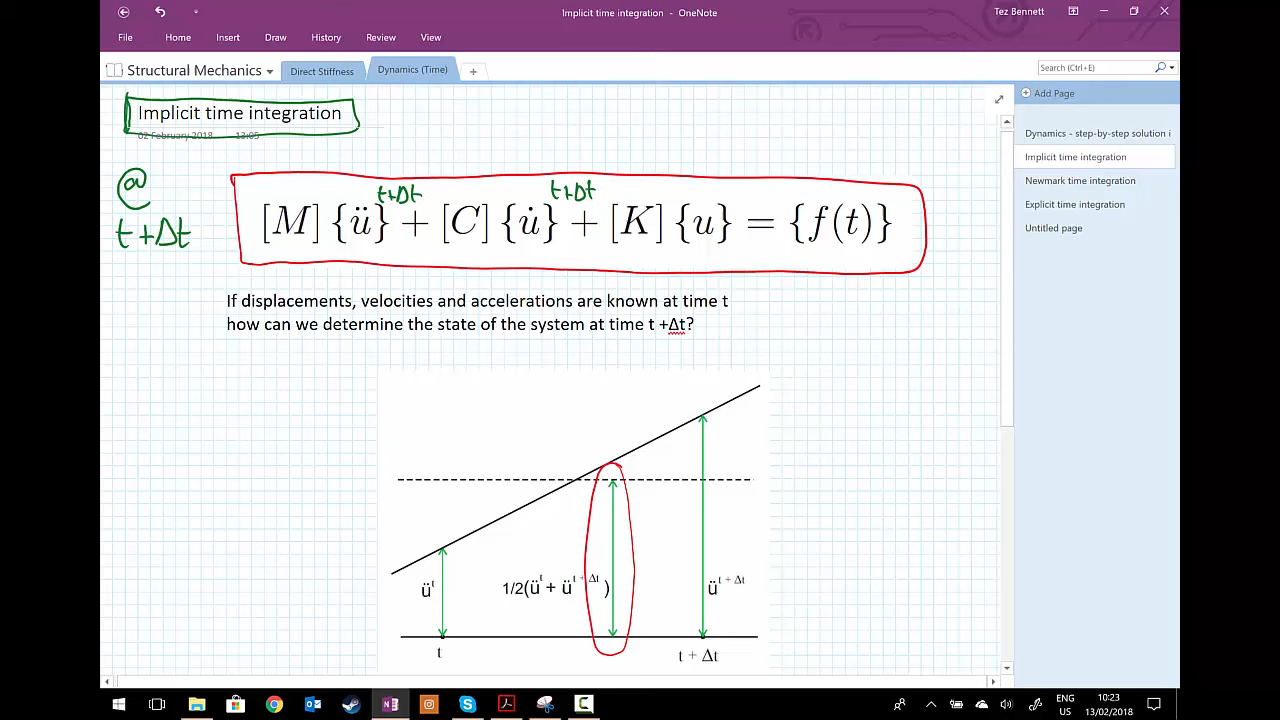 Implicit time integration - OneNote
Tez Bennett
File Home Insert Draw History Review View
Structural Mechanics Direct Stiffness Dynamics (Time) +
Search (Ctrl+E)
Add Page
Implicit time integration
02 February 2018 13:05
Dynamics - step-by-step solution i
Implicit time integration
Newmark time integration
Explicit time integration
Untitled page
@
t+Δt
t+Δt t+Δt
[M] {ü} + [C] {u̇} + [K] {u} = {f(t)}
If displacements, velocities and accelerations are known at time t
how can we determine the state of the system at time t +Δt?
üᵗ
1/2(üᵗ + ü^{t + Δt})
ü^{t + Δt}
t
t + Δt
ENG
US
10:23
13/02/2018